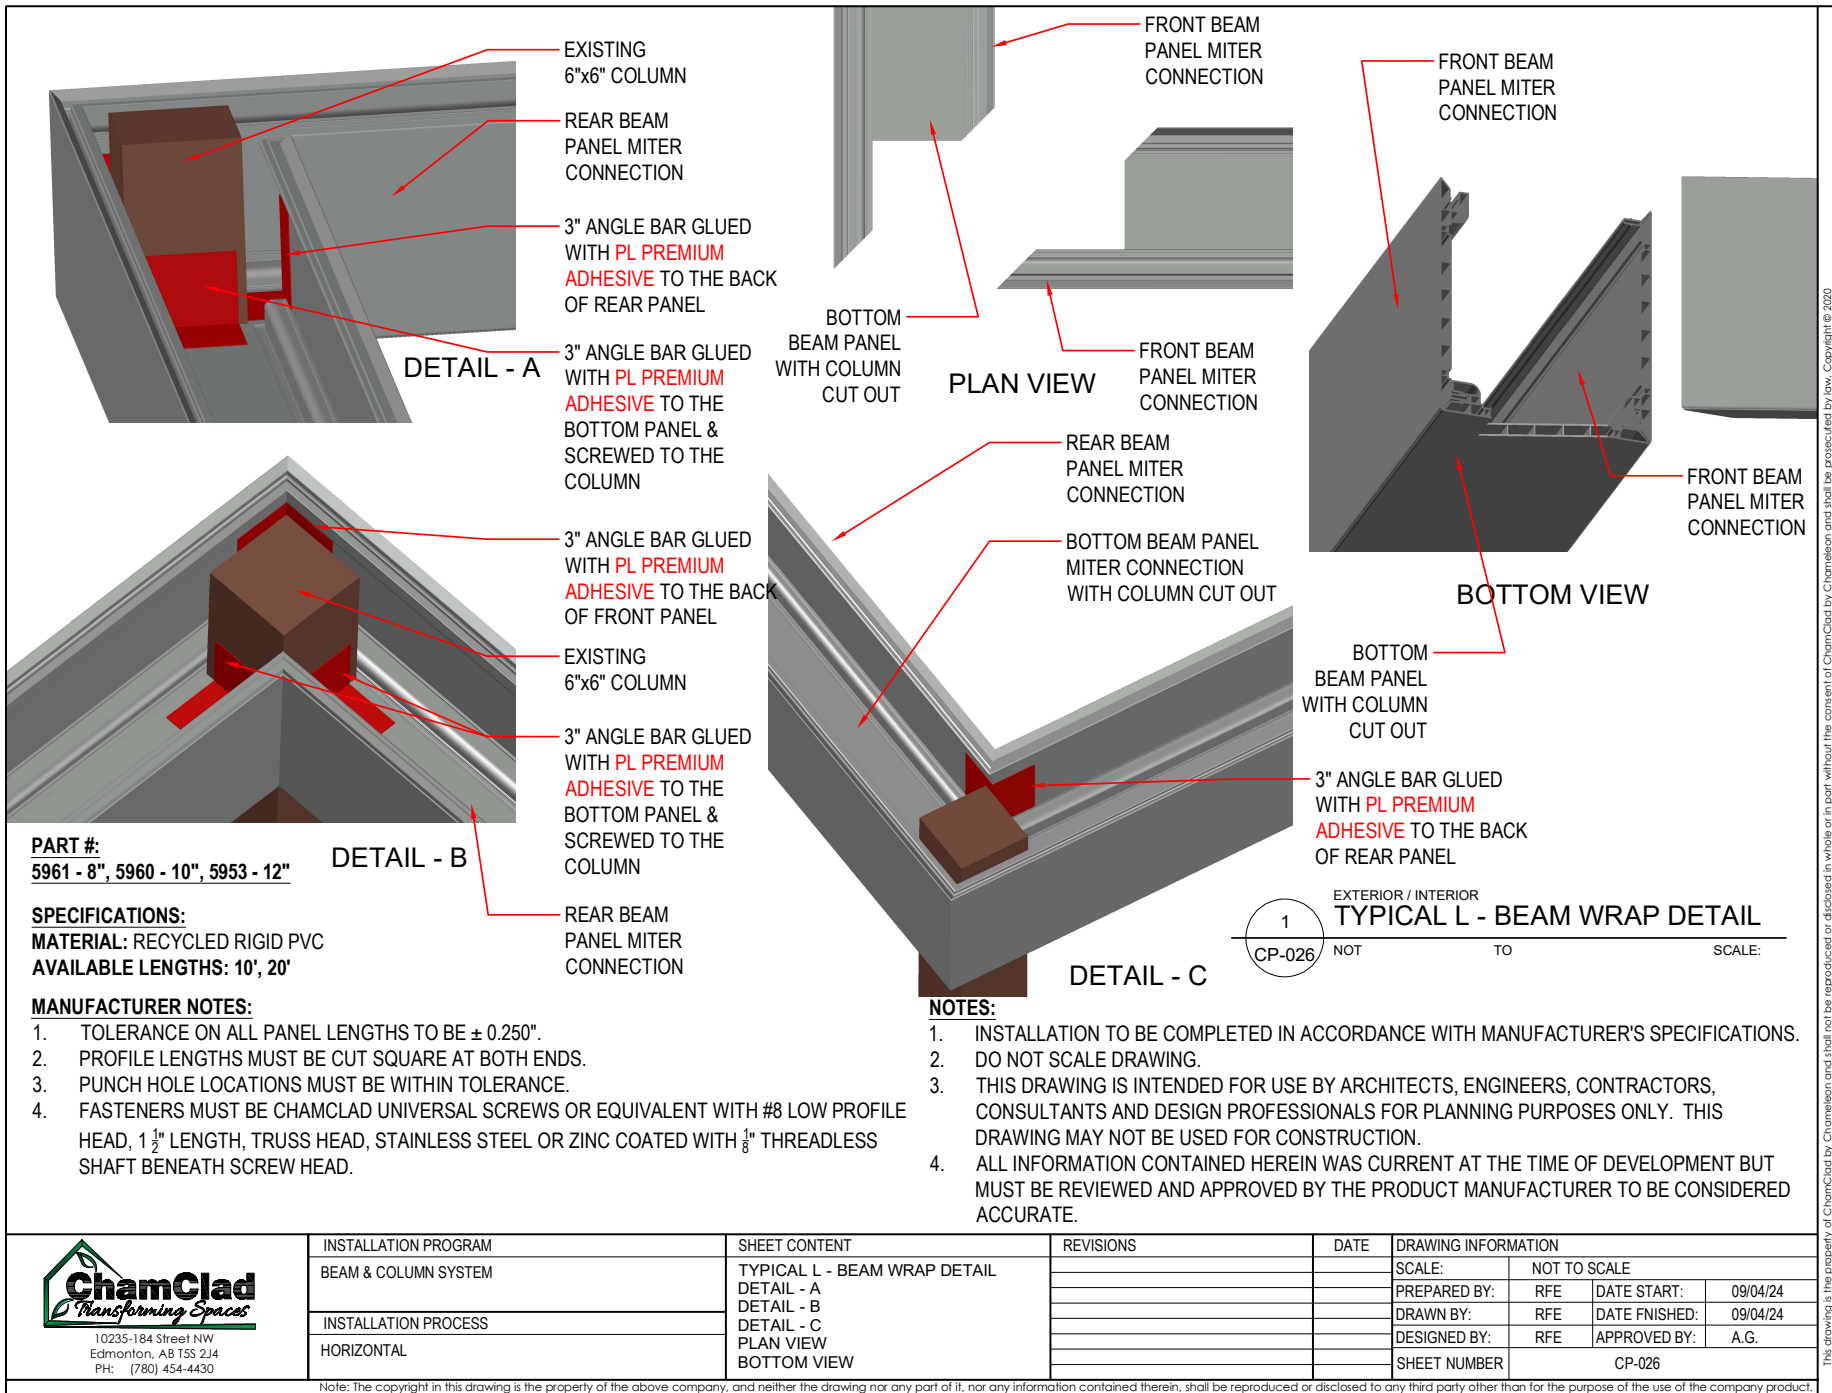 EXISTING
6"x6" COLUMN
REAR BEAM
PANEL MITER
CONNECTION
3" ANGLE BAR GLUED
WITH PL PREMIUM
ADHESIVE TO THE BACK
OF REAR PANEL
3" ANGLE BAR GLUED
WITH PL PREMIUM
ADHESIVE TO THE
BOTTOM PANEL &
SCREWED TO THE
COLUMN
DETAIL - A
FRONT BEAM
PANEL MITER
CONNECTION
BOTTOM
BEAM PANEL
WITH COLUMN
CUT OUT
PLAN VIEW
FRONT BEAM
PANEL MITER
CONNECTION
FRONT BEAM
PANEL MITER
CONNECTION
FRONT BEAM
PANEL MITER
CONNECTION
BOTTOM VIEW
BOTTOM
BEAM PANEL
WITH COLUMN
CUT OUT
3" ANGLE BAR GLUED
WITH PL PREMIUM
ADHESIVE TO THE BACK
OF FRONT PANEL
EXISTING
6"x6" COLUMN
3" ANGLE BAR GLUED
WITH PL PREMIUM
ADHESIVE TO THE
BOTTOM PANEL &
SCREWED TO THE
COLUMN
REAR BEAM
PANEL MITER
CONNECTION
DETAIL - B
REAR BEAM
PANEL MITER
CONNECTION
BOTTOM BEAM PANEL
MITER CONNECTION
WITH COLUMN CUT OUT
3" ANGLE BAR GLUED
WITH PL PREMIUM
ADHESIVE TO THE BACK
OF REAR PANEL
DETAIL - C
1
CP-026
EXTERIOR / INTERIOR
TYPICAL L - BEAM WRAP DETAIL
NOT TO SCALE:
PART #:
5961 - 8", 5960 - 10", 5953 - 12"
SPECIFICATIONS:
MATERIAL: RECYCLED RIGID PVC
AVAILABLE LENGTHS: 10', 20'
MANUFACTURER NOTES:
1. TOLERANCE ON ALL PANEL LENGTHS TO BE ± 0.250".
2. PROFILE LENGTHS MUST BE CUT SQUARE AT BOTH ENDS.
3. PUNCH HOLE LOCATIONS MUST BE WITHIN TOLERANCE.
4. FASTENERS MUST BE CHAMCLAD UNIVERSAL SCREWS OR EQUIVALENT WITH #8 LOW PROFILE
HEAD, 1 1/2" LENGTH, TRUSS HEAD, STAINLESS STEEL OR ZINC COATED WITH 1/8" THREADLESS
SHAFT BENEATH SCREW HEAD.
NOTES:
1. INSTALLATION TO BE COMPLETED IN ACCORDANCE WITH MANUFACTURER'S SPECIFICATIONS.
2. DO NOT SCALE DRAWING.
3. THIS DRAWING IS INTENDED FOR USE BY ARCHITECTS, ENGINEERS, CONTRACTORS,
CONSULTANTS AND DESIGN PROFESSIONALS FOR PLANNING PURPOSES ONLY. THIS
DRAWING MAY NOT BE USED FOR CONSTRUCTION.
4. ALL INFORMATION CONTAINED HEREIN WAS CURRENT AT THE TIME OF DEVELOPMENT BUT
MUST BE REVIEWED AND APPROVED BY THE PRODUCT MANUFACTURER TO BE CONSIDERED
ACCURATE.
ChamClad
Transforming Spaces
10235-184 Street NW
Edmonton, AB T5S 2J4
PH: (780) 454-4430
INSTALLATION PROGRAM
BEAM & COLUMN SYSTEM
INSTALLATION PROCESS
HORIZONTAL
SHEET CONTENT
TYPICAL L - BEAM WRAP DETAIL
DETAIL - A
DETAIL - B
DETAIL - C
PLAN VIEW
BOTTOM VIEW
REVISIONS DATE
DRAWING INFORMATION
SCALE: NOT TO SCALE
PREPARED BY: RFE DATE START: 09/04/24
DRAWN BY: RFE DATE FNISHED: 09/04/24
DESIGNED BY: RFE APPROVED BY: A.G.
SHEET NUMBER CP-026
Note: The copyright in this drawing is the property of the above company, and neither the drawing nor any part of it, nor any information contained therein, shall be reproduced or disclosed to any third party other than for the purpose of the use of the company product.
This drawing is the property of ChamClad by Chameleon and shall not be reproduced or disclosed in whole or in part without the consent of ChamClad by Chameleon and shall be prosecuted by law. Copyright © 2020